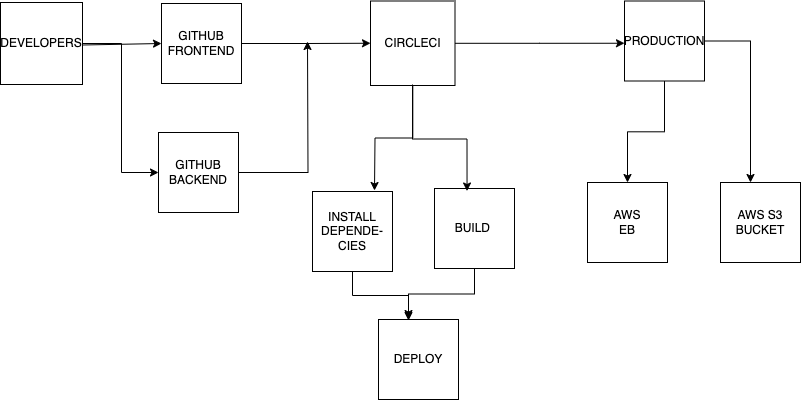 DEVELOPERS
GITHUB
FRONTEND
CIRCLECI
PRODUCTION
GITHUB
BACKEND
INSTALL
DEPENDE-
CIES
BUILD
AWS
EB
AWS S3
BUCKET
DEPLOY